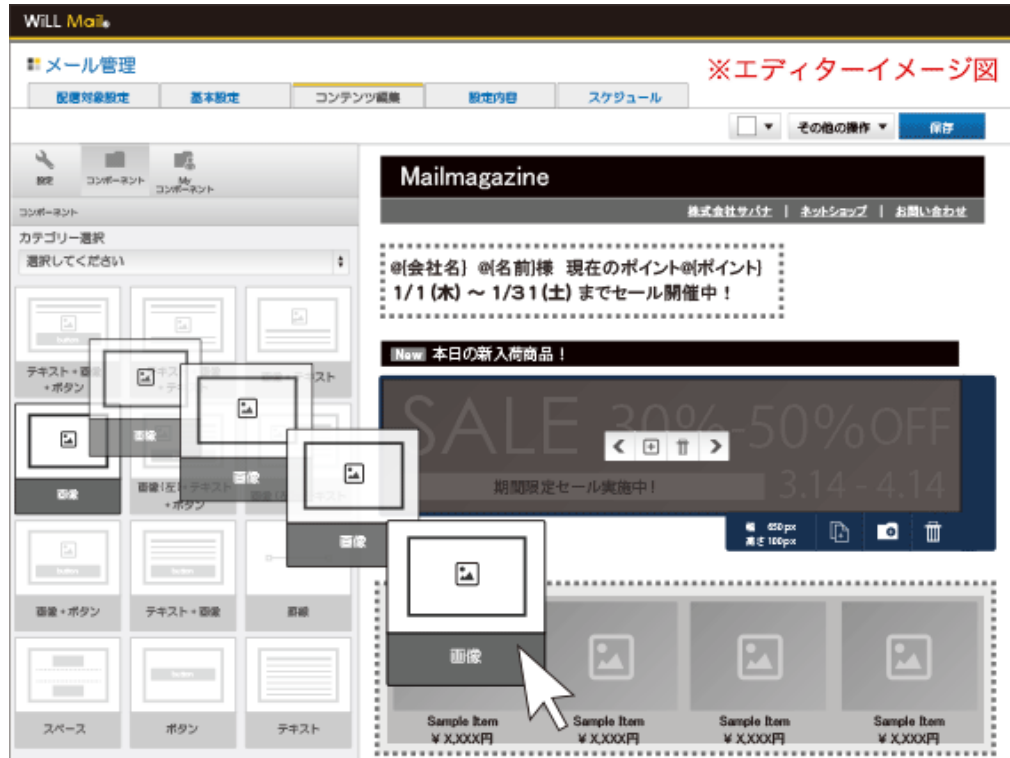 WiLL Mail
メール管理
※エディターイメージ図
配信対象設定
基本設定
コンテンツ編集
設定内容
スケジュール
その他の操作
保存
設定
コンポーネント
My
コンポーネント
コンポーネント
カテゴリー選択
選択してください
button
テキスト+画像
+ボタン
画像+テキスト
画像
画像(左)+テキスト
+ボタン
画像
画像
画像
画像
button
画像+ボタン
button
テキスト+画像
罫線
スペース
button
ボタン
テキスト
Mailmagazine
株式会社サパナ | ネットショップ | お問い合わせ
@{会社名} @{名前}様 現在のポイント@{ポイント}
1/1(木) ~ 1/31(土) までセール開催中!
New 本日の新入荷商品!
SALE 30%-50%OFF
期間限定セール実施中!
3.14 - 4.14
幅 650px
高さ 100px
Sample Item
¥ X,XXX円
Sample Item
¥ X,XXX円
Sample Item
¥ X,XXX円
Sample Item
¥ X,XXX円